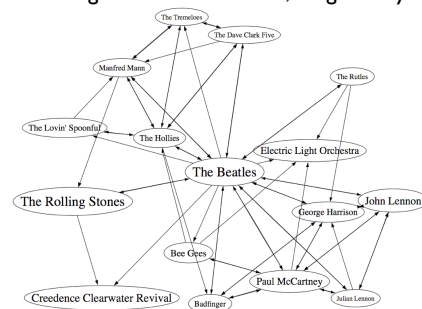 The Tremeloes
The Dave Clark Five
Manfred Mann
The Rutles
The Lovin' Spoonful
The Hollies
Electric Light Orchestra
The Beatles
The Rolling Stones
John Lennon
George Harrison
Bee Gees
Paul McCartney
Creedence Clearwater Revival
Julian Lennon
Badfinger